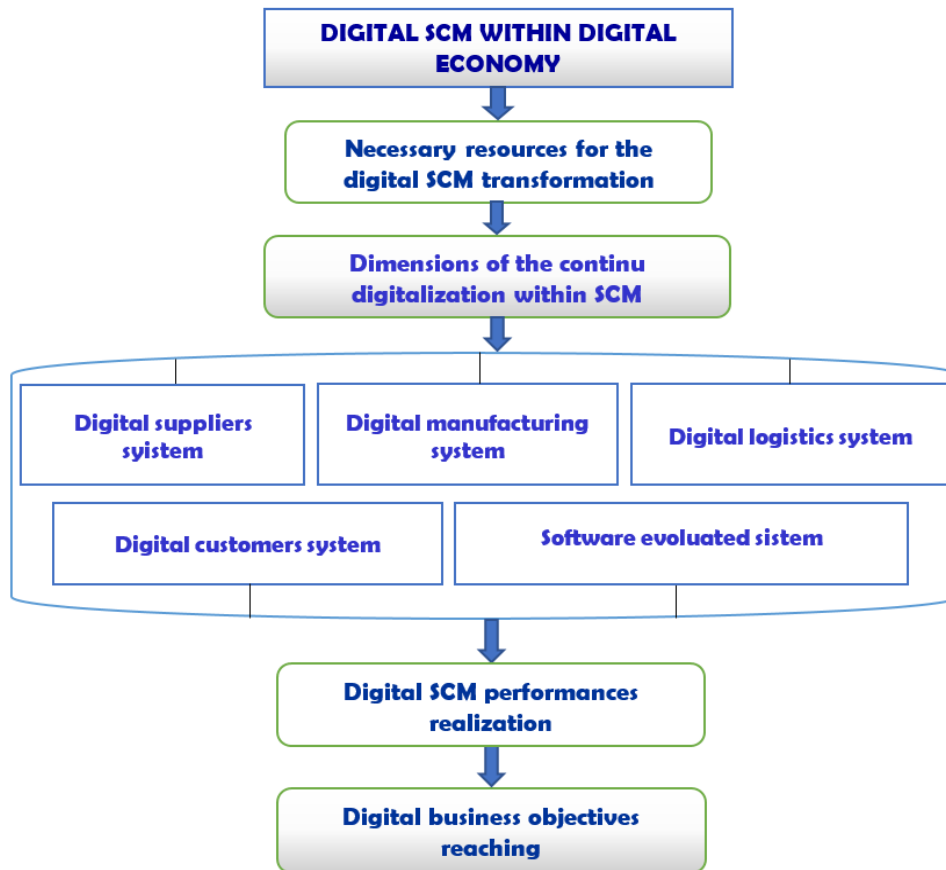 DIGITAL SCM WITHIN DIGITAL
ECONOMY
Necessary resources for the
digital SCM transformation
Dimensions of the continu
digitalization within SCM
Digital suppliers
syistem
Digital manufacturing
system
Digital logistics system
Digital customers system
Software evoluated sistem
Digital SCM performances
realization
Digital business objectives
reaching